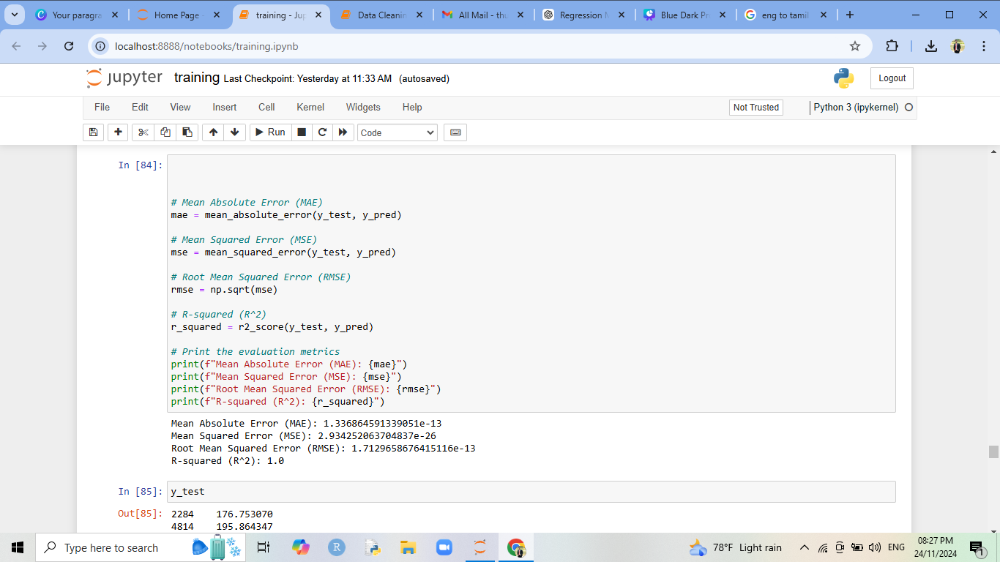 Your paragra
Home Page -
training - Jup
Data Cleanin
All Mail - thu
Regression M
Blue Dark Pr
eng to tamil
localhost:8888/notebooks/training.ipynb
jupyter training Last Checkpoint: Yesterday at 11:33 AM (autosaved)
Logout
File Edit View Insert Cell Kernel Widgets Help
Not Trusted
Python 3 (ipykernel)
Run
Code
In [84]:
# Mean Absolute Error (MAE)
mae = mean_absolute_error(y_test, y_pred)
# Mean Squared Error (MSE)
mse = mean_squared_error(y_test, y_pred)
# Root Mean Squared Error (RMSE)
rmse = np.sqrt(mse)
# R-squared (R^2)
r_squared = r2_score(y_test, y_pred)
# Print the evaluation metrics
print(f"Mean Absolute Error (MAE): {mae}")
print(f"Mean Squared Error (MSE): {mse}")
print(f"Root Mean Squared Error (RMSE): {rmse}")
print(f"R-squared (R^2): {r_squared}")
Mean Absolute Error (MAE): 1.336864591339051e-13
Mean Squared Error (MSE): 2.934252063704837e-26
Root Mean Squared Error (RMSE): 1.7129658676415116e-13
R-squared (R^2): 1.0
In [85]: y_test
Out[85]: 2284 176.753070
4814 195.864347
Type here to search
R
78°F Light rain
ENG
08:27 PM
24/11/2024
1